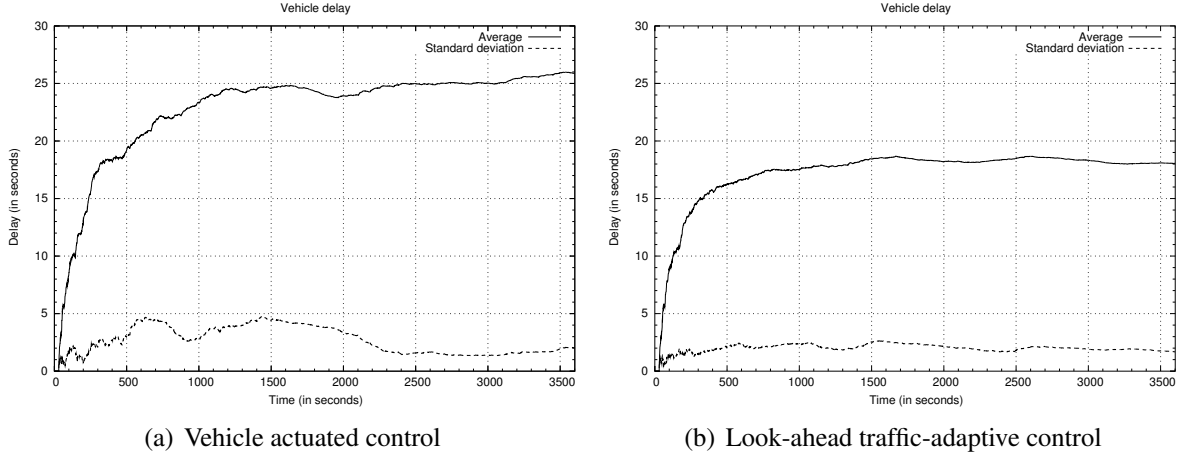 Vehicle delay
30
25
20
15
10
5
0
Delay (in seconds)
Average
Standard deviation
0 500 1000 1500 2000 2500 3000 3500
Time (in seconds)
(a) Vehicle actuated control
Vehicle delay
30
25
20
15
10
5
0
Delay (in seconds)
Average
Standard deviation
0 500 1000 1500 2000 2500 3000 3500
Time (in seconds)
(b) Look-ahead traffic-adaptive control